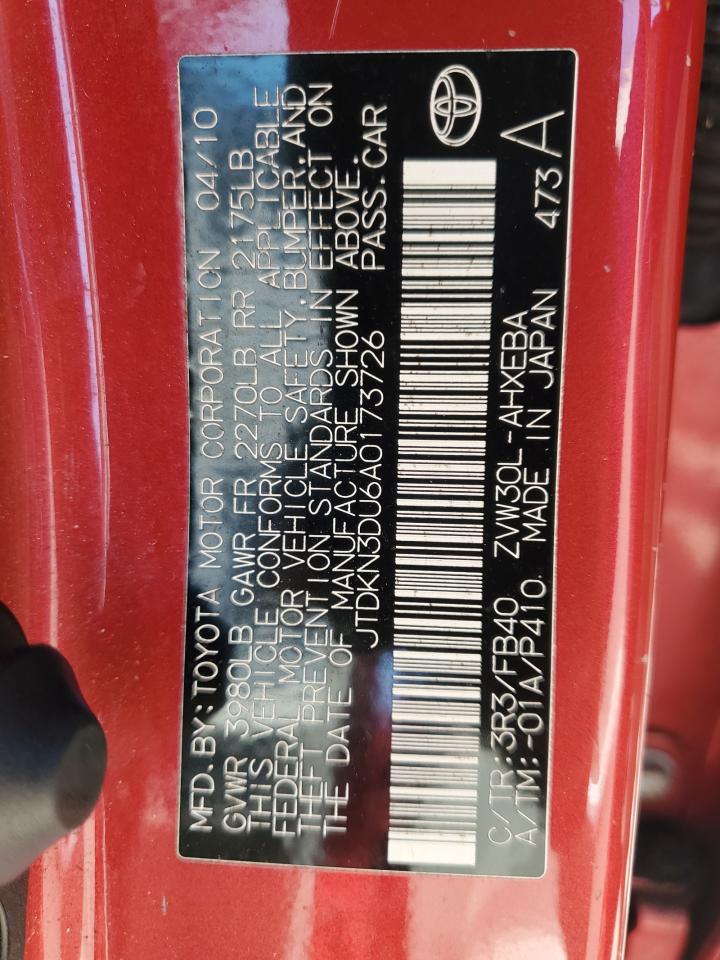 MFD.BY:TOYOTA MOTOR CORPORATION 04/10
GVWR 3980LB GAWR FR 2270LB RR 2175LB
THIS VEHICLE CONFORMS TO ALL APPLICABLE
FEDERAL MOTOR VEHICLE SAFETY,BUMPER,AND
THEFT PREVENTION STANDARDS IN EFFECT ON
THE DATE OF MANUFACTURE SHOWN ABOVE.
JTDKN3DU6A0173726 PASS.CAR
C/TR:3R3/FB40 ZVW30L-AHXEBA 473
A/TM:-01A/P410 MADE IN JAPAN A